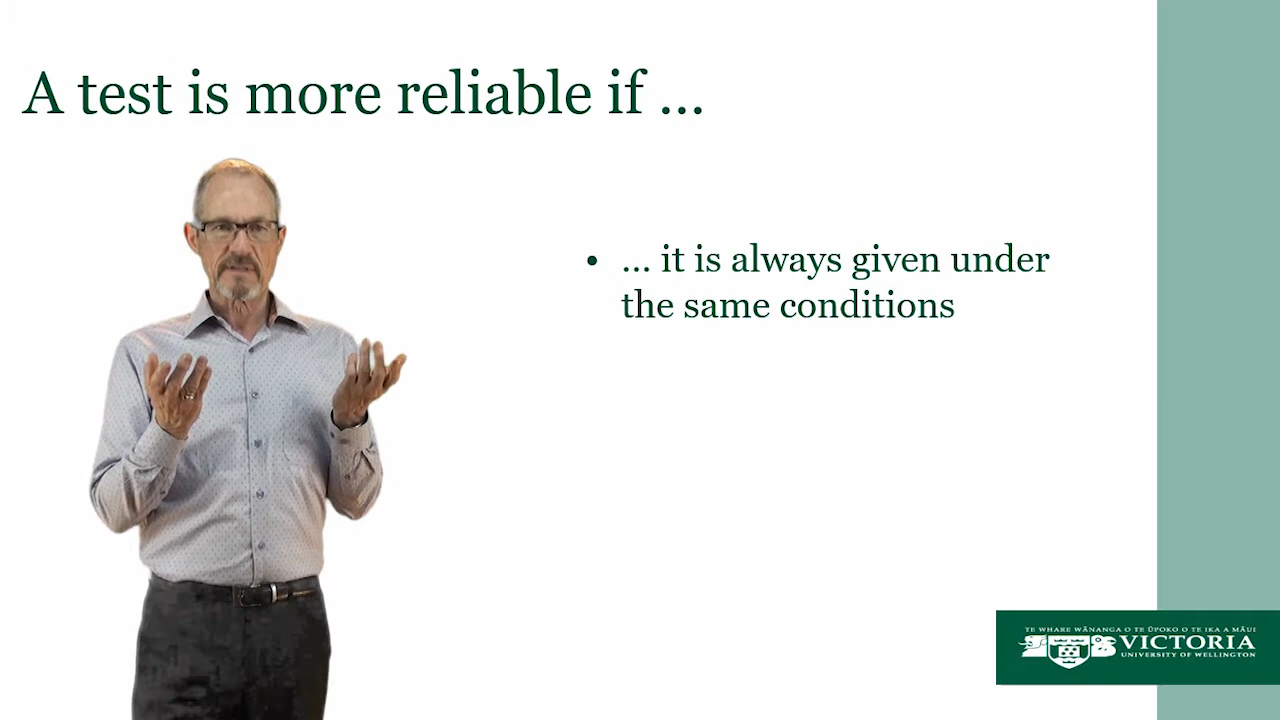 A test is more reliable if ...
• ... it is always given under
the same conditions
TE WHARE WĀNANGA O TE ŪPOKO O TE IKA A MĀUI
VICTORIA
UNIVERSITY OF WELLINGTON